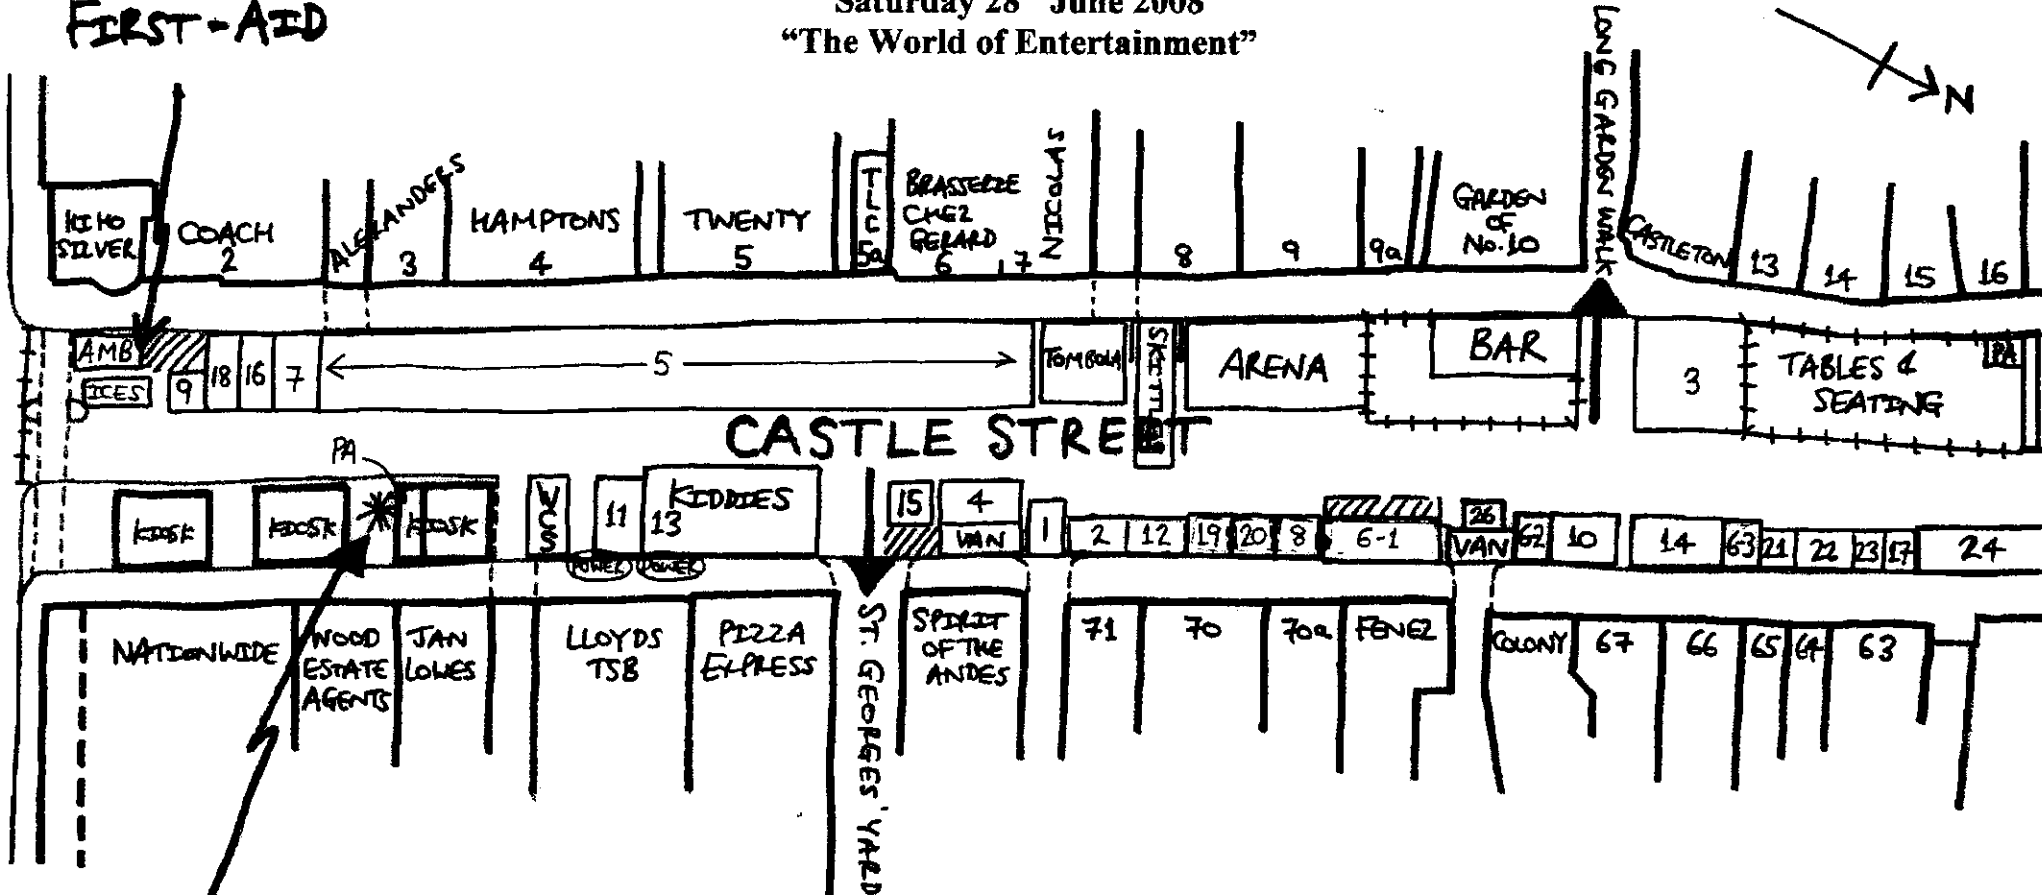 FIRST-AID
Saturday 28 June 2008
“The World of Entertainment”
LONG GARDEN WALK
N
HI HO
SILVER
COACH
2
ALEXANDERS
3
HAMPTONS
4
TWENTY
5
TLC
5a
BRASSERIE
CHEZ
GERARD
6
7
NICOLAS
8
9
9a
GARDEN
OF
No.10
CASTLETON
13
14
15
16
AMB
ICES
9
18
16
7
5
TOMBOLA
SKITTLES
ARENA
BAR
3
TABLES &
SEATING
PA
CASTLE STREET
PA
KIOSK
KIOSK
KIOSK
WSS
11
13
KIDDIES
15
4
VAN
1
2
12
19
20
8
6-1
26
VAN
62
10
14
63
21
22
23
17
24
POWER
POWER
NATIONWIDE
WOOD
ESTATE
AGENTS
JAN
LOWES
LLOYDS
TSB
PIZZA
EXPRESS
ST. GEORGES' YARD
SPIRIT
OF THE
ANDES
71
70
70a
FENEZ
COLONY
67
66
65
64
63